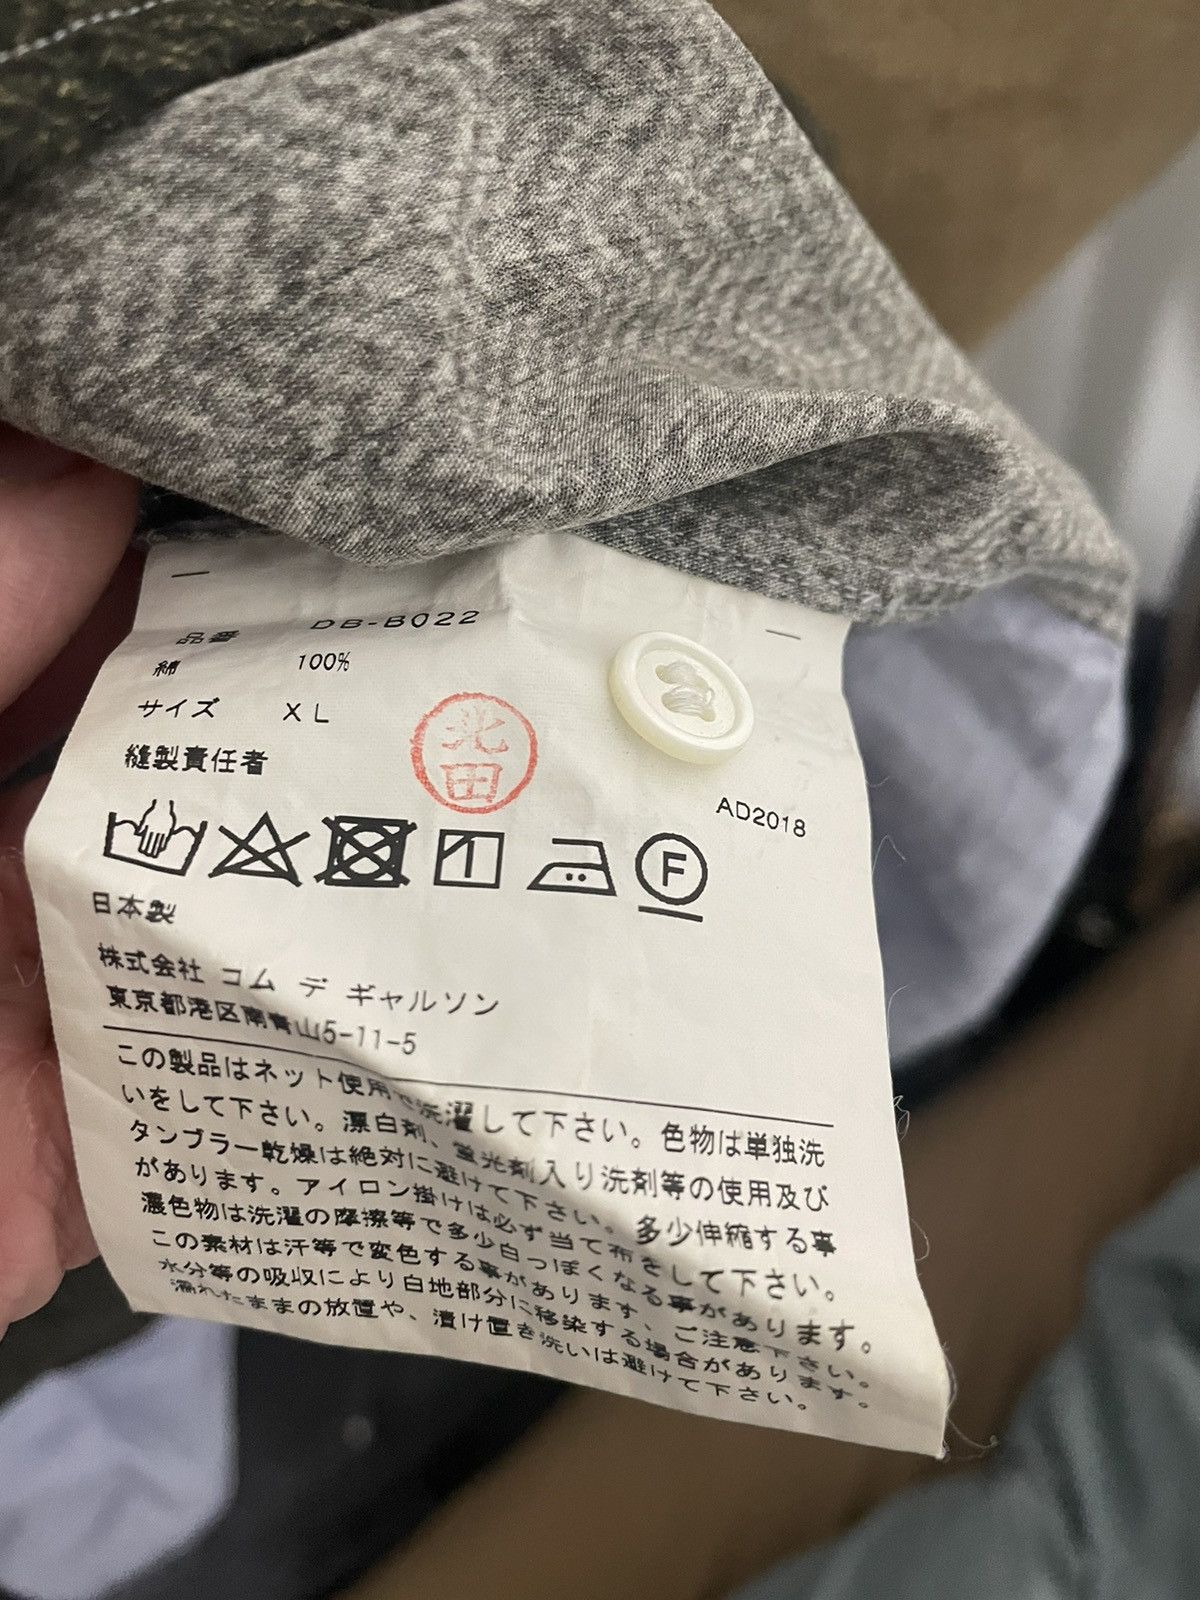 品番 DB-B022
綿 100%
サイズ XL
縫製責任者
北田
AD2018
F
日本製
株式会社 コム デ ギャルソン
東京都港区南青山5-11-5
この製品はネット使用で洗濯して下さい。色物は単独洗
いをして下さい。漂白剤、蛍光剤入り洗剤等の使用及び
タンブラー乾燥は絶対に避けて下さい。多少伸縮する事
があります。アイロン掛けは必ず当て布をして下さい。
濃色物は洗濯の摩擦等で多少白っぽくなる事があります。
この素材は汗等で変色する事があります、ご注意下さい。
水分等の吸収により白地部分に移染する場合があります。
濡れたままの放置や、漬け置き洗いは避けて下さい。